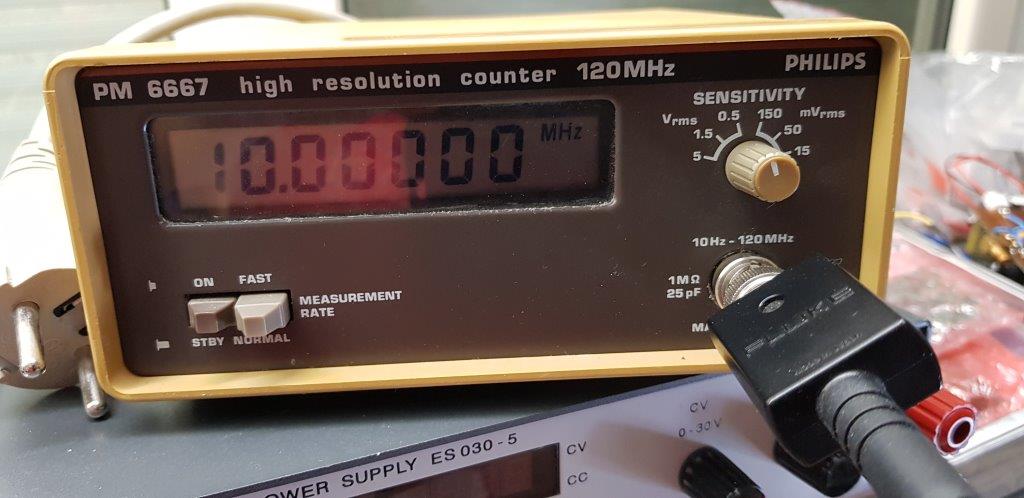 PM 6667 high resolution counter 120MHz PHILIPS
10.00000 MHz
SENSITIVITY
Vrms 0.5 150 mVrms
1.5 50
5 15
10Hz - 120MHz
1MΩ
25pF
ON FAST
MEASUREMENT
RATE
STBY NORMAL
FLUKE
SUPPLY ES 030-5
CV
CC
CV
0-30V